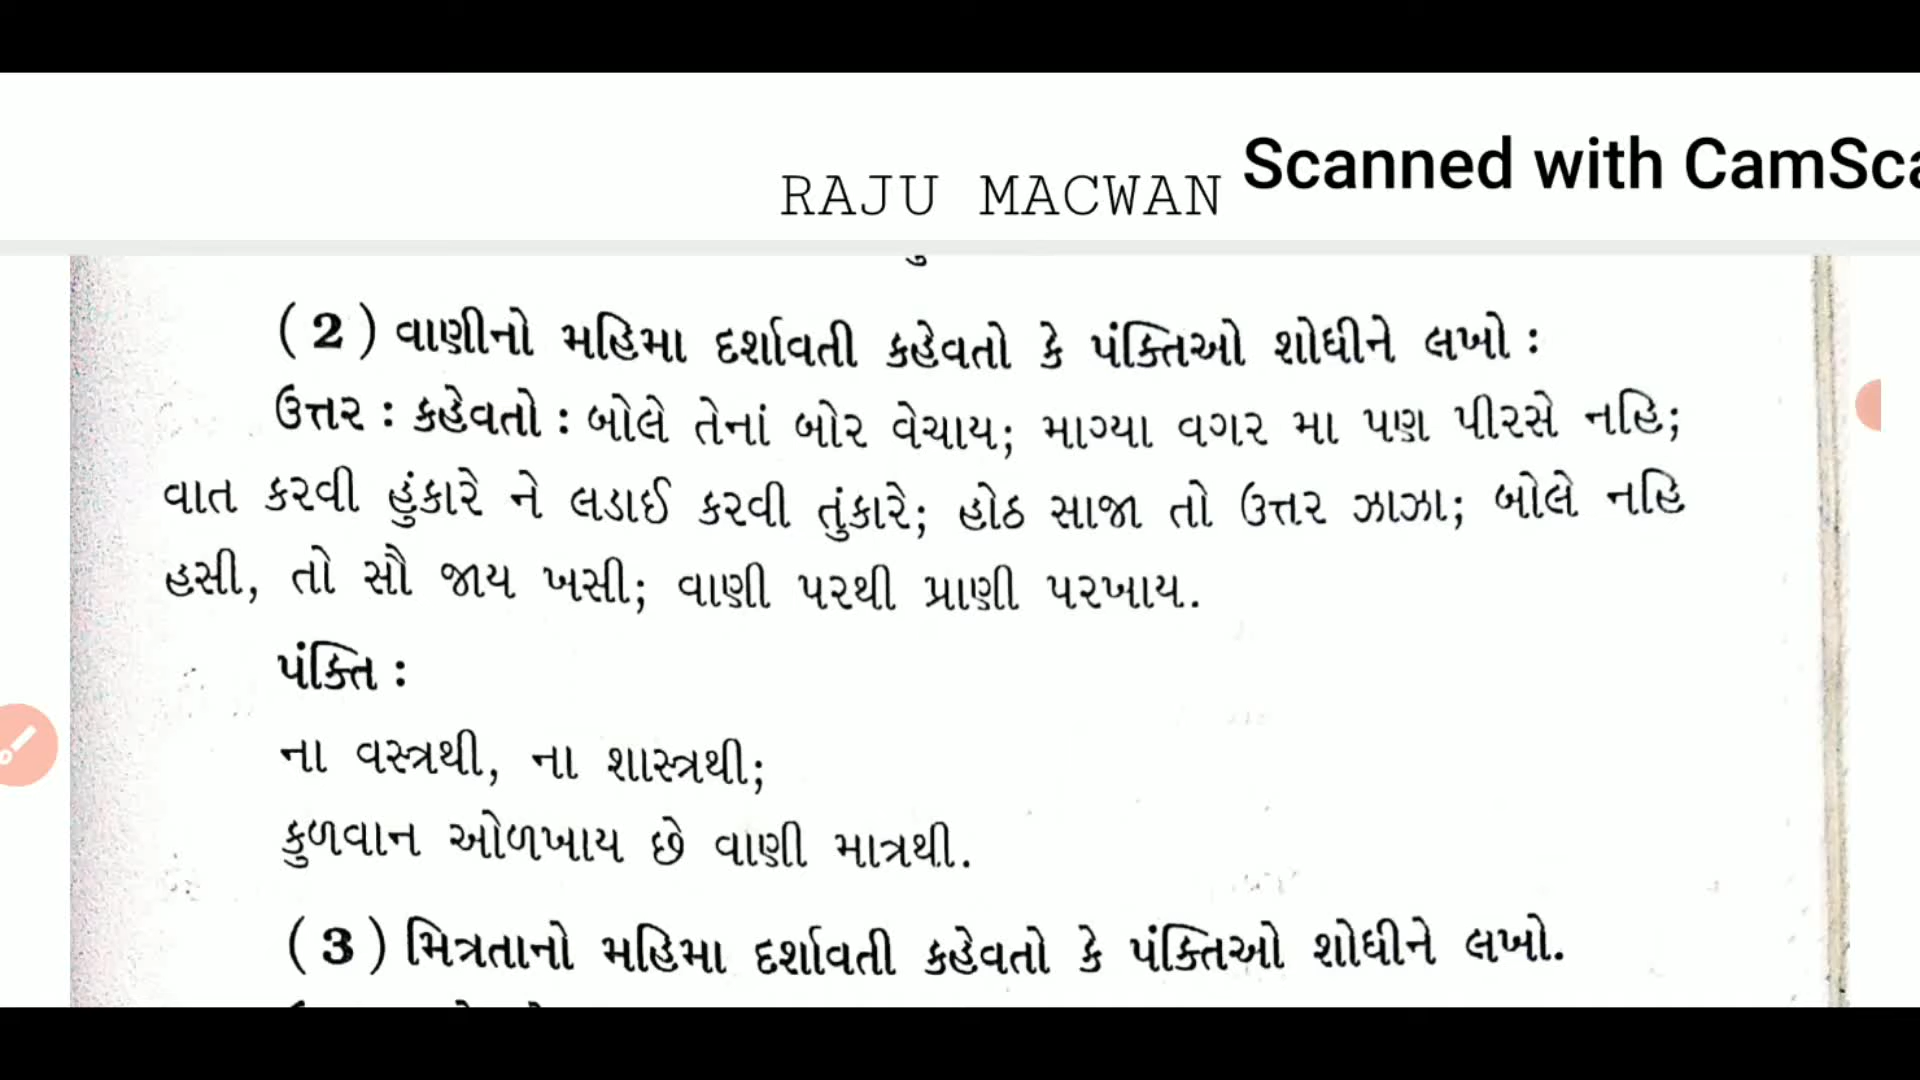 Scanned with CamSca
RAJU MACWAN
(2) વાણીનો મહિમા દર્શાવતી કહેવતો કે પંક્તિઓ શોધીને લખો :
ઉત્તર : કહેવતો : બોલે તેનાં બોર વેચાય; માગ્યા વગર મા પણ પીરસે નહિ;
વાત કરવી હુંકારે ને લડાઈ કરવી તુંકારે; હોઠ સાજા તો ઉત્તર ઝાઝા; બોલે નહિ
હસી, તો સૌ જાય ખસી; વાણી પરથી પ્રાણી પરખાય.
પંક્તિ :
ના વસ્ત્રથી, ના શાસ્ત્રથી;
કુળવાન ઓળખાય છે વાણી માત્રથી.
(3) મિત્રતાનો મહિમા દર્શાવતી કહેવતો કે પંક્તિઓ શોધીને લખો.